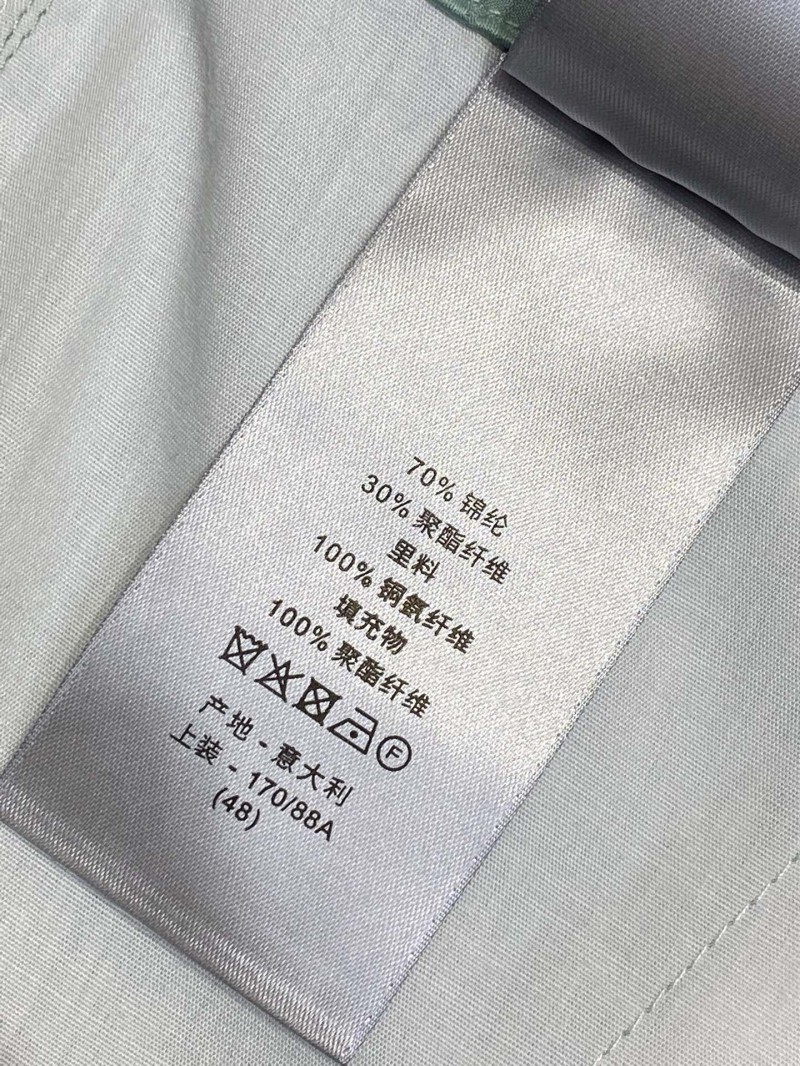 70% 锦纶
30% 聚酯纤维
里料
100% 铜氨纤维
填充物
100% 聚酯纤维
F
产地 - 意大利
上装 - 170/88A
(48)